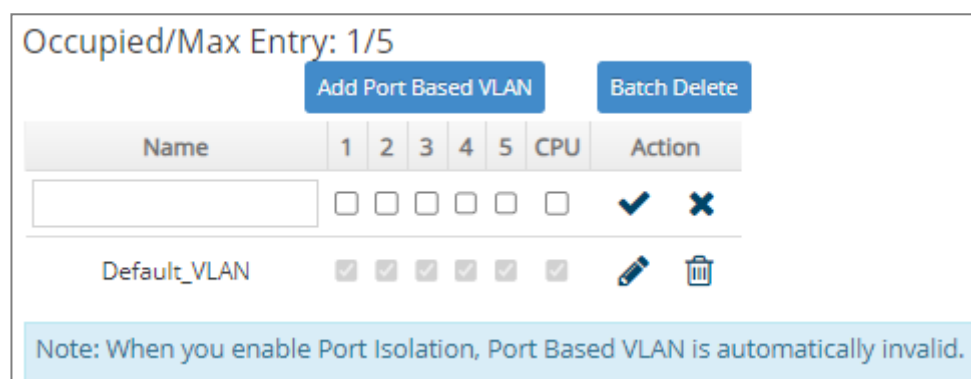 Occupied/Max Entry: 1/5
Add Port Based VLAN Batch Delete
Name 1 2 3 4 5 CPU Action
Default_VLAN
Note: When you enable Port Isolation, Port Based VLAN is automatically invalid.